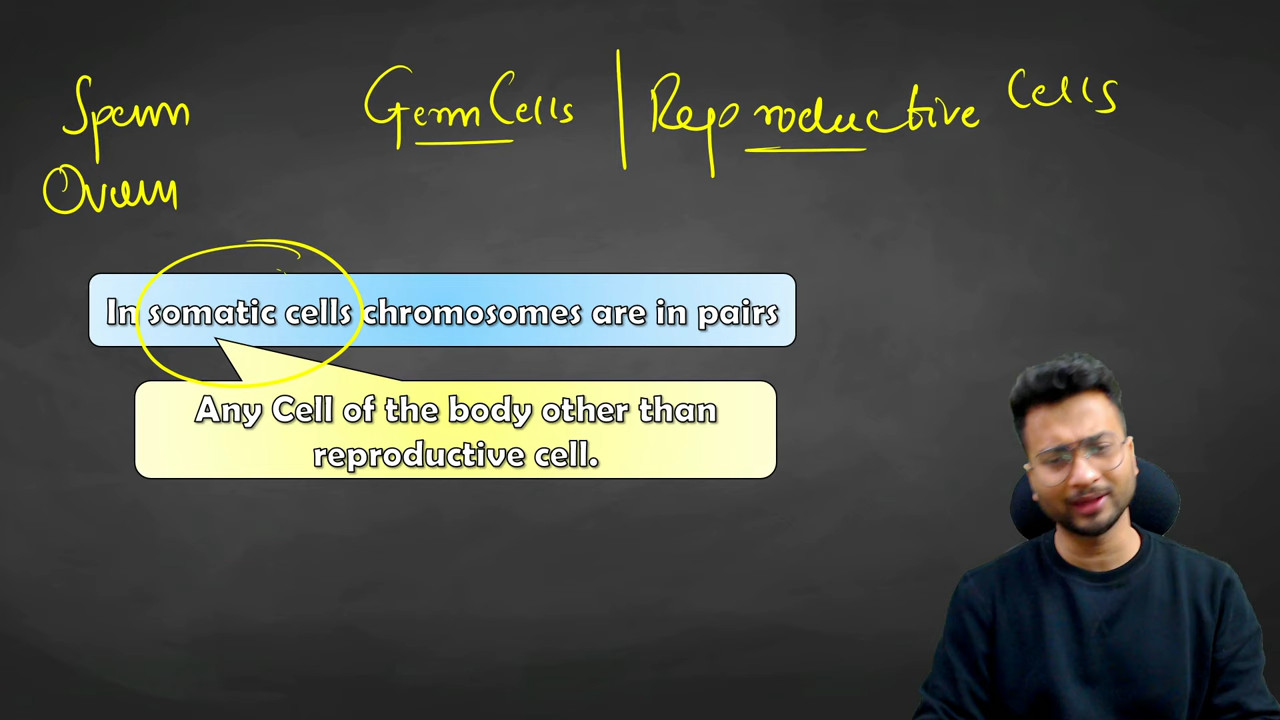 Sperm
Germ Cells | Reproductive Cells
Ovum
In somatic cells chromosomes are in pairs
Any Cell of the body other than
reproductive cell.